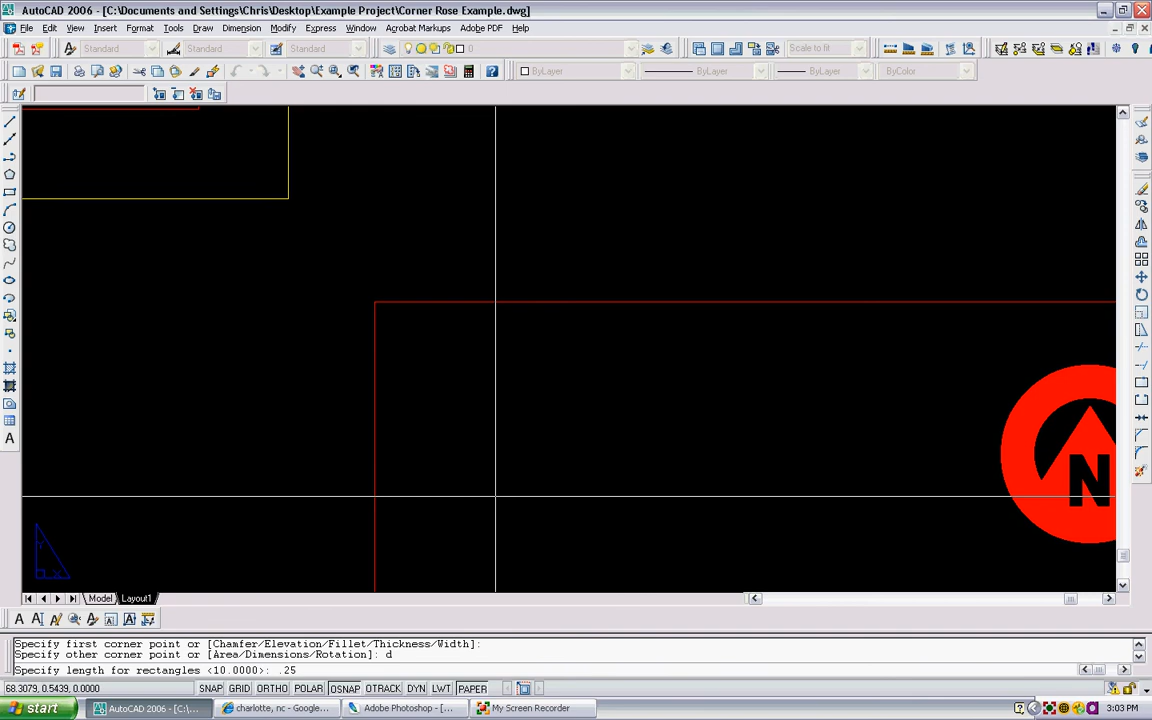 AutoCAD 2006 - [C:\Documents and Settings\Chris\Desktop\Example Project\Corner Rose Example.dwg]
File Edit View Insert Format Tools Draw Dimension Modify Express Window Acrobat Markups Adobe PDF Help
Standard Standard Standard 0 Scale to fit
ByLayer ByLayer ByLayer ByColor
A
N
Y
X
Model Layout1
Specify first corner point or [Chamfer/Elevation/Fillet/Thickness/Width]:
Specify other corner point or [Area/Dimensions/Rotation]: d
Specify length for rectangles <10.0000>: .25
68.3079, 0.5439, 0.0000 SNAP GRID ORTHO POLAR OSNAP OTRACK DYN LWT PAPER
start AutoCAD 2006 - [C:\... charlotte, nc - Google... Adobe Photoshop - [... My Screen Recorder 3:03 PM